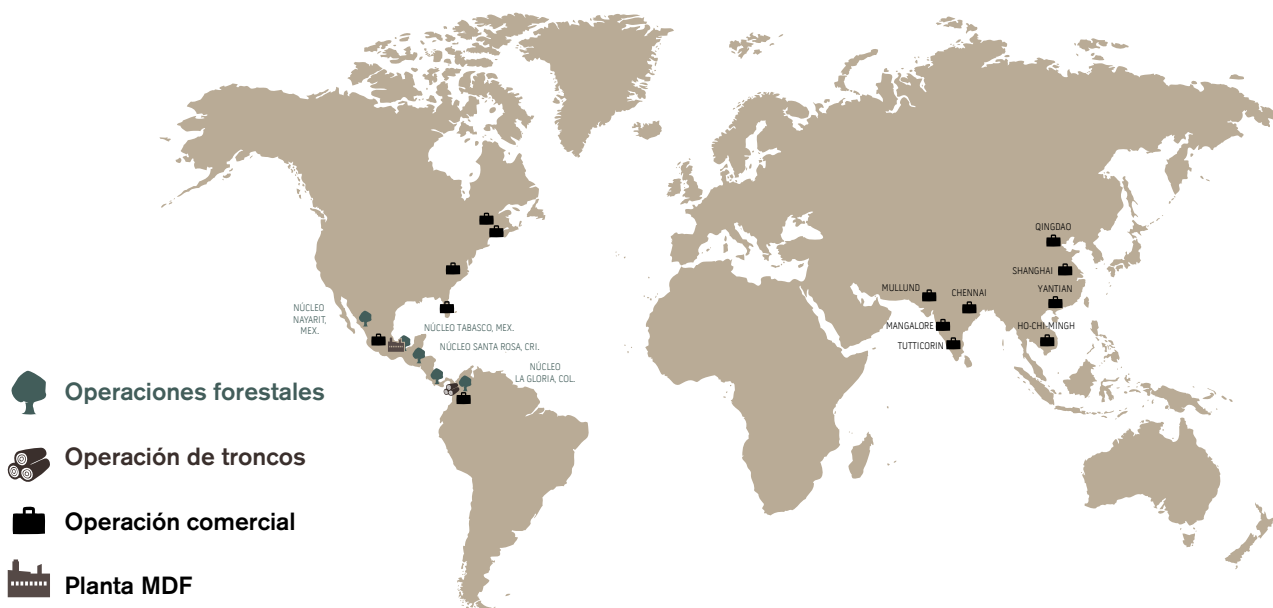 QINGDAO
SHANGHAI
MULLUND
CHENNAI
YANTIAN
NÚCLEO
NAYARIT,
MEX.
NÚCLEO TABASCO, MEX.
MANGALORE
HO-CHI-MÌNGH
NÚCLEO SANTA ROSA, CRI.
TUTTICORIN
NÚCLEO
LA GLORIA, COL.
Operaciones forestales
Operación de troncos
Operación comercial
Planta MDF